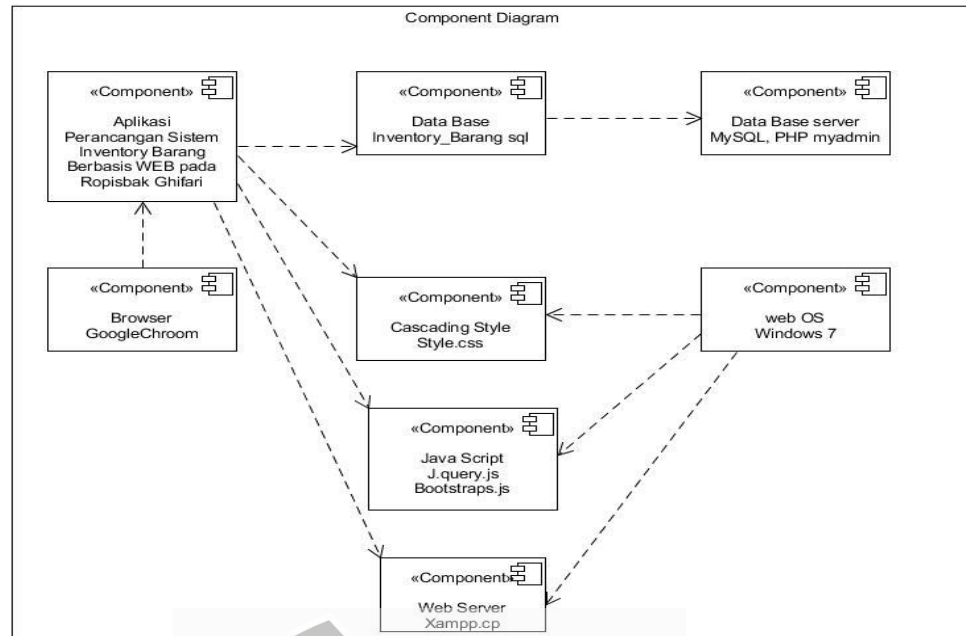 Component Diagram
«Component»
Aplikasi
Perancangan Sistem
Inventory Barang
Berbasis WEB pada
Ropisbak Ghifari
«Component»
Data Base
Inventory_Barang sql
«Component»
Data Base server
MySQL, PHP myadmin
«Component»
Browser
GoogleChroom
«Component»
Cascading Style
Style.css
«Component»
web OS
Windows 7
«Component»
Java Script
J.query.js
Bootstraps.js
«Component»
Web Server
Xampp.cp